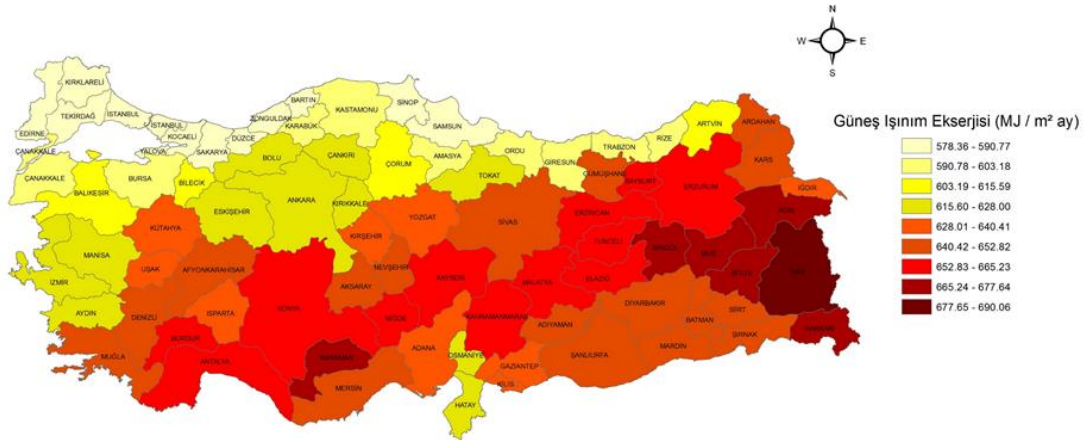 N
W E
S
Güneş Işınım Ekserjisi (MJ / m² ay)
578.36 - 590.77
590.78 - 603.18
603.19 - 615.59
615.60 - 628.00
628.01 - 640.41
640.42 - 652.82
652.83 - 665.23
665.24 - 677.64
677.65 - 690.06
KIRKLARELİ
EDİRNE
TEKİRDAĞ
İSTANBUL
İSTANBUL
KOCAELİ
YALOVA
SAKARYA
DÜZCE
ZONGULDAK
BARTIN
KARABÜK
KASTAMONU
SİNOP
SAMSUN
ÇANAKKALE
ÇANAKKALE
BALIKESİR
BURSA
BİLECİK
BOLU
ÇANKIRI
ÇORUM
AMASYA
TOKAT
ORDU
GİRESUN
TRABZON
RİZE
ARTVİN
ARDAHAN
KARS
IĞDIR
GÜMÜŞHANE
BAYBURT
ERZURUM
ERZİNCAN
ESKİŞEHİR
ANKARA
KIRIKKALE
YOZGAT
SİVAS
KÜTAHYA
MANİSA
UŞAK
AFYONKARAHİSAR
KIRŞEHİR
NEVŞEHİR
AKSARAY
KAYSERİ
MALATYA
TUNCELİ
ELAZIĞ
BİNGÖL
MUŞ
AĞRI
VAN
BİTLİS
İZMİR
AYDIN
DENİZLİ
ISPARTA
KONYA
NİĞDE
KAHRAMANMARAŞ
ADIYAMAN
DİYARBAKIR
BATMAN
SİİRT
ŞIRNAK
HAKKARİ
MUĞLA
BURDUR
ANTALYA
KARAMAN
MERSİN
ADANA
OSMANİYE
GAZİANTEP
KİLİS
ŞANLIURFA
MARDİN
HATAY